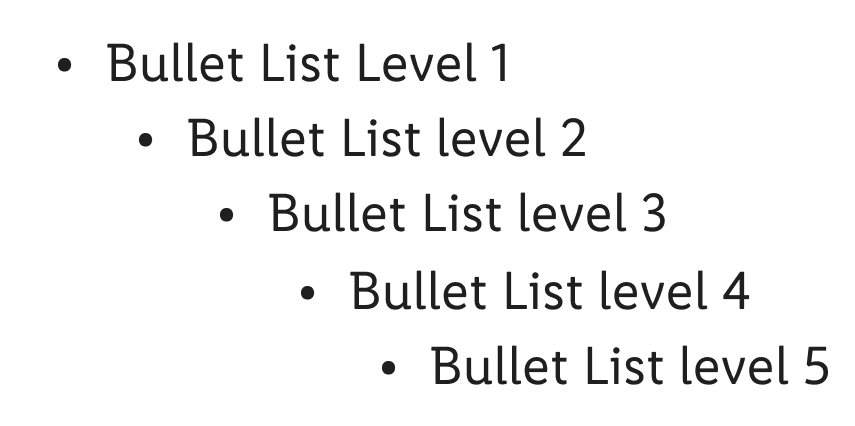 • Bullet List Level 1
• Bullet List level 2
• Bullet List level 3
• Bullet List level 4
• Bullet List level 5